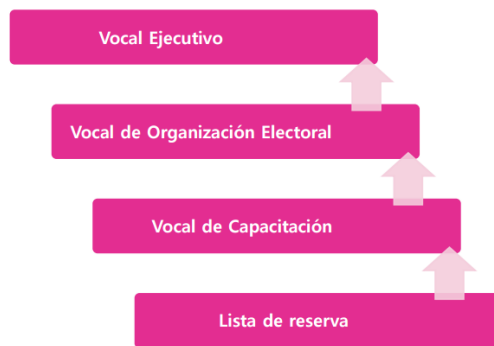 Vocal Ejecutivo
Vocal de Organización Electoral
Vocal de Capacitación
Lista de reserva